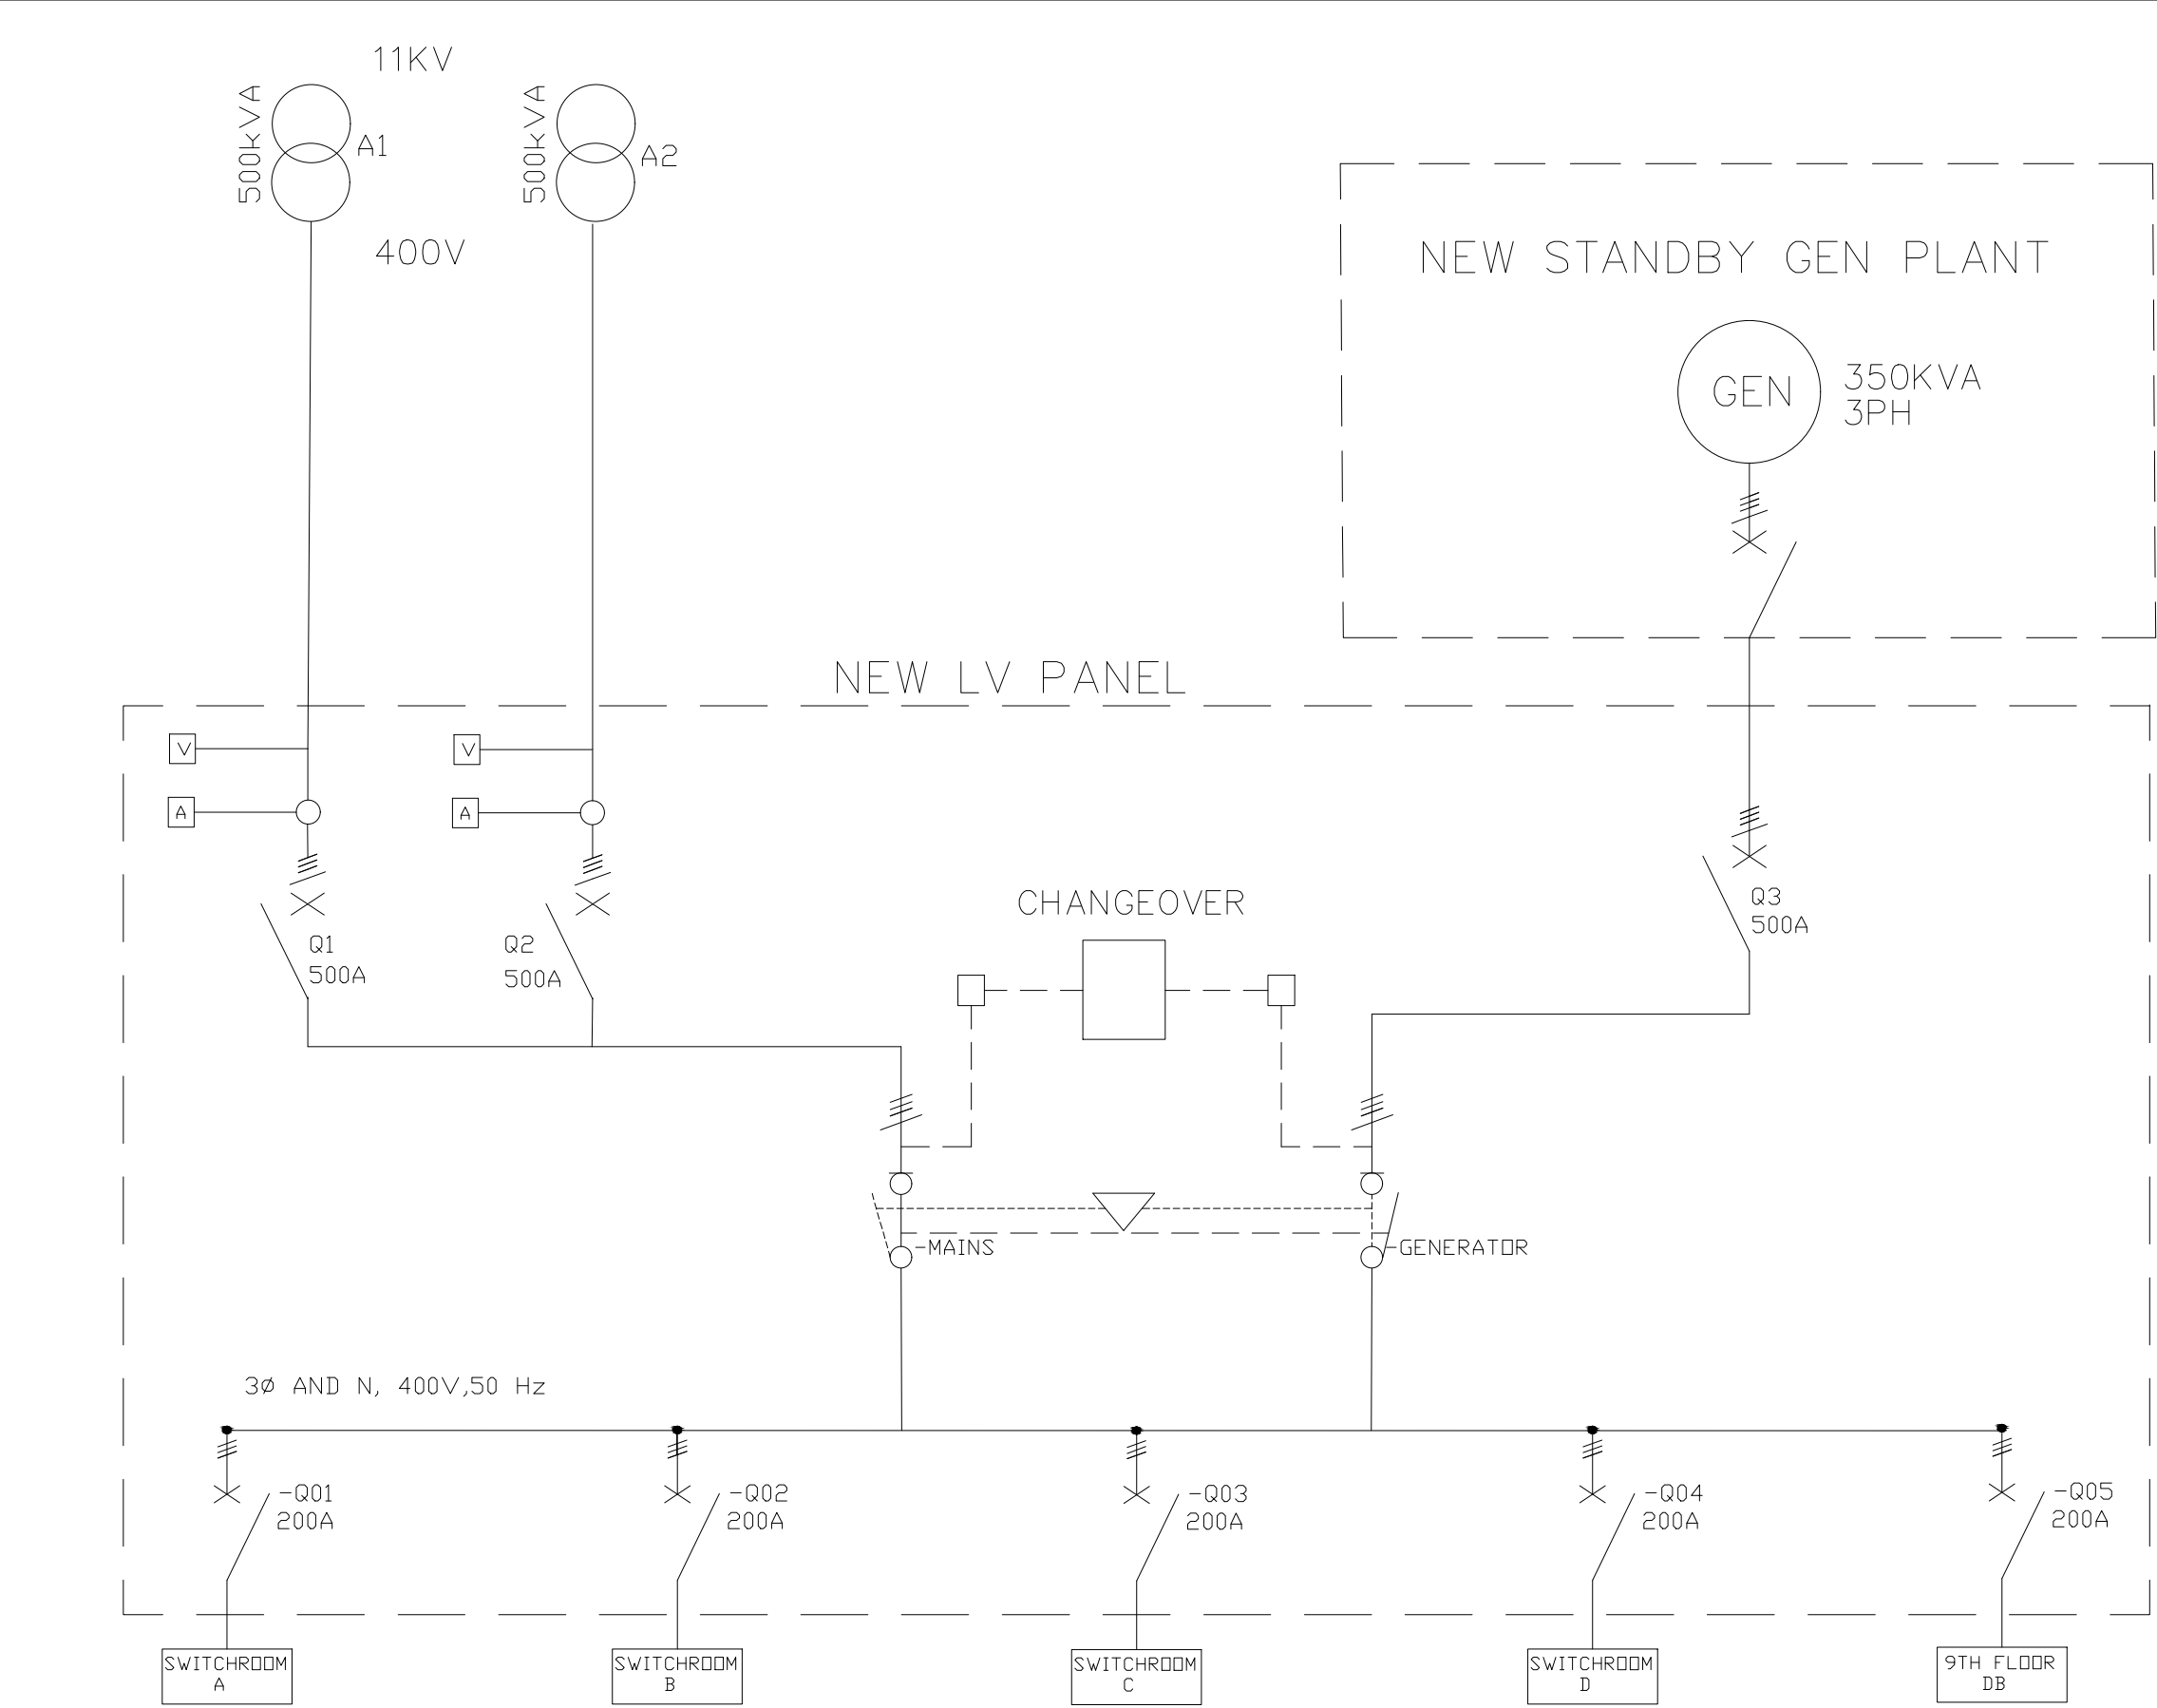 11KV
500KVA
A1
500KVA
A2
400V
NEW STANDBY GEN PLANT
GEN
350KVA
3PH
NEW LV PANEL
V
V
A
A
CHANGEOVER
Q1
500A
Q2
500A
Q3
500A
-MAINS
-GENERATOR
3Ø AND N, 400V,50 Hz
-Q01
200A
-Q02
200A
-Q03
200A
-Q04
200A
-Q05
200A
SWITCHROOM
A
SWITCHROOM
B
SWITCHROOM
C
SWITCHROOM
D
9TH FLOOR
DB